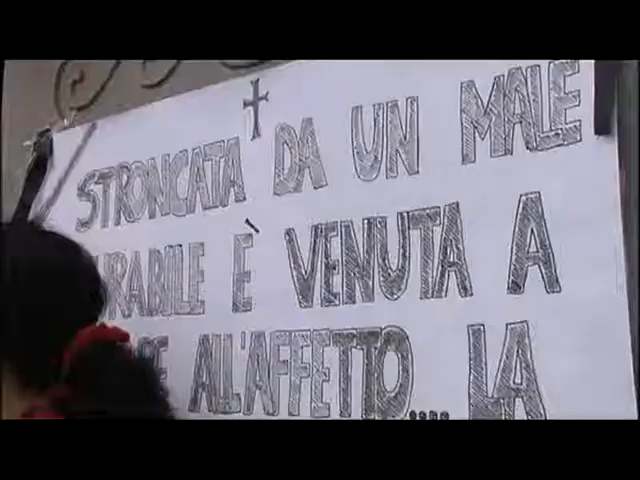 STRONCATA DA UN MALE
RABILE È VENUTA A
ALL'AFFETTO.... LA